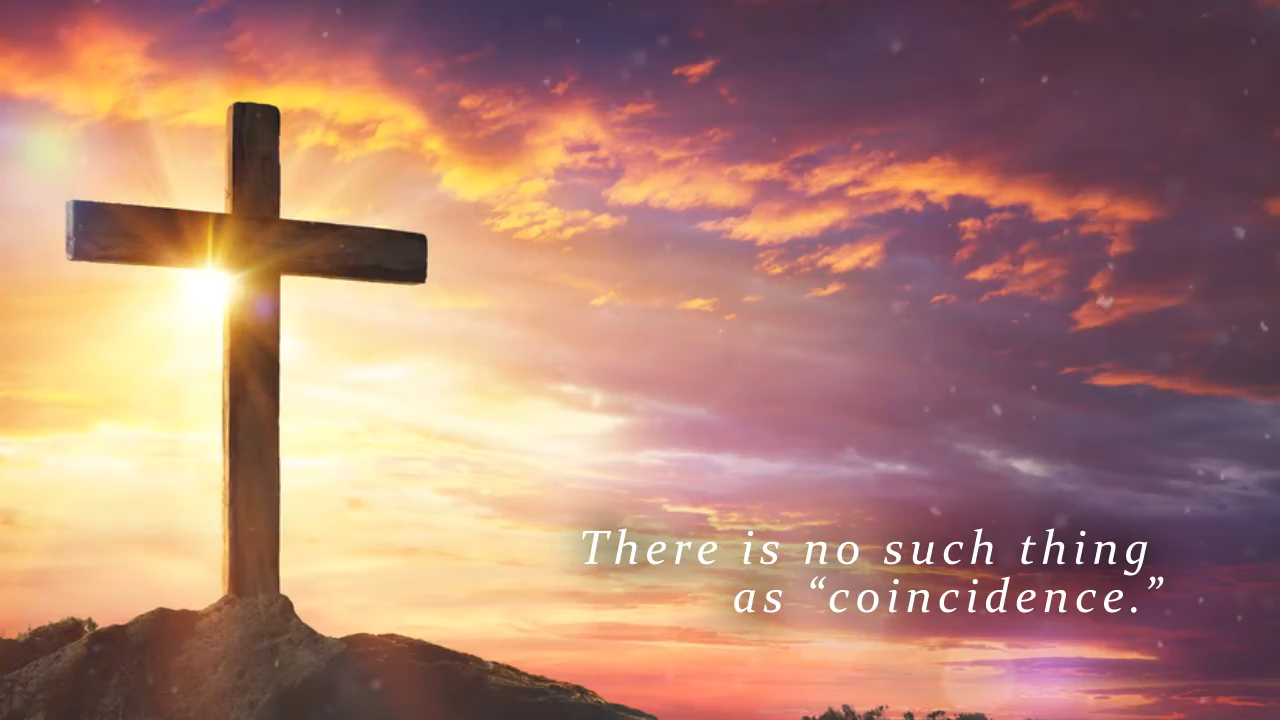 There is no such thing
as “coincidence.”